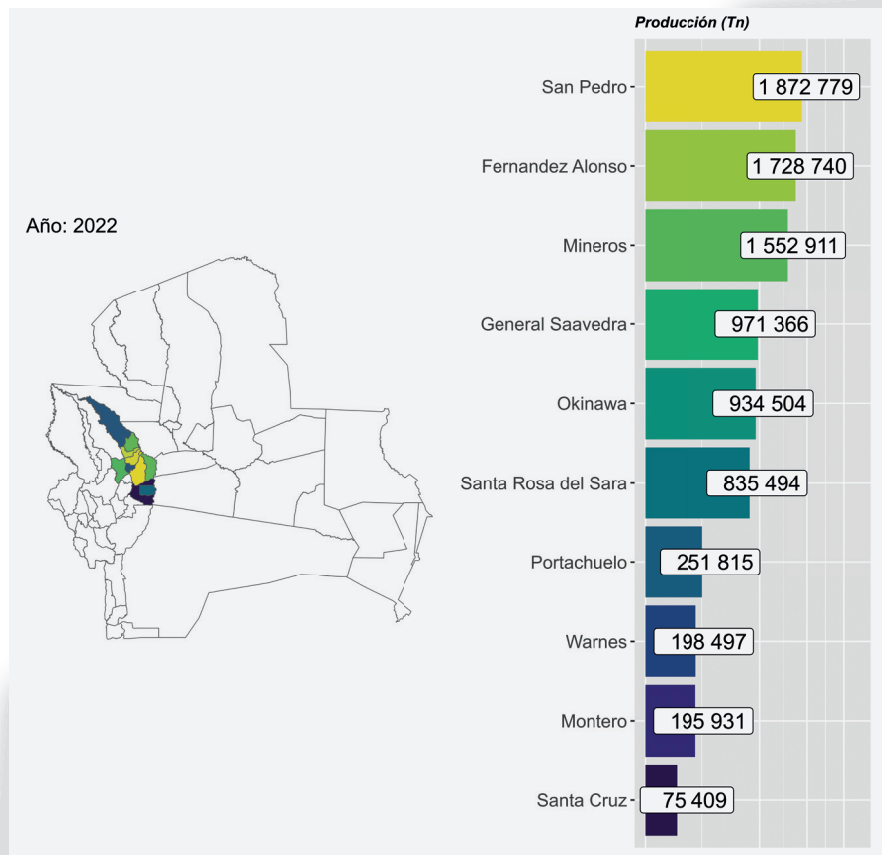 Producción (Tn)
San Pedro 1 872 779
Fernandez Alonso 1 728 740
Año: 2022
Mineros 1 552 911
General Saavedra 971 366
Okinawa 934 504
Santa Rosa del Sara 835 494
Portachuelo 251 815
Warnes 198 497
Montero 195 931
Santa Cruz 75 409